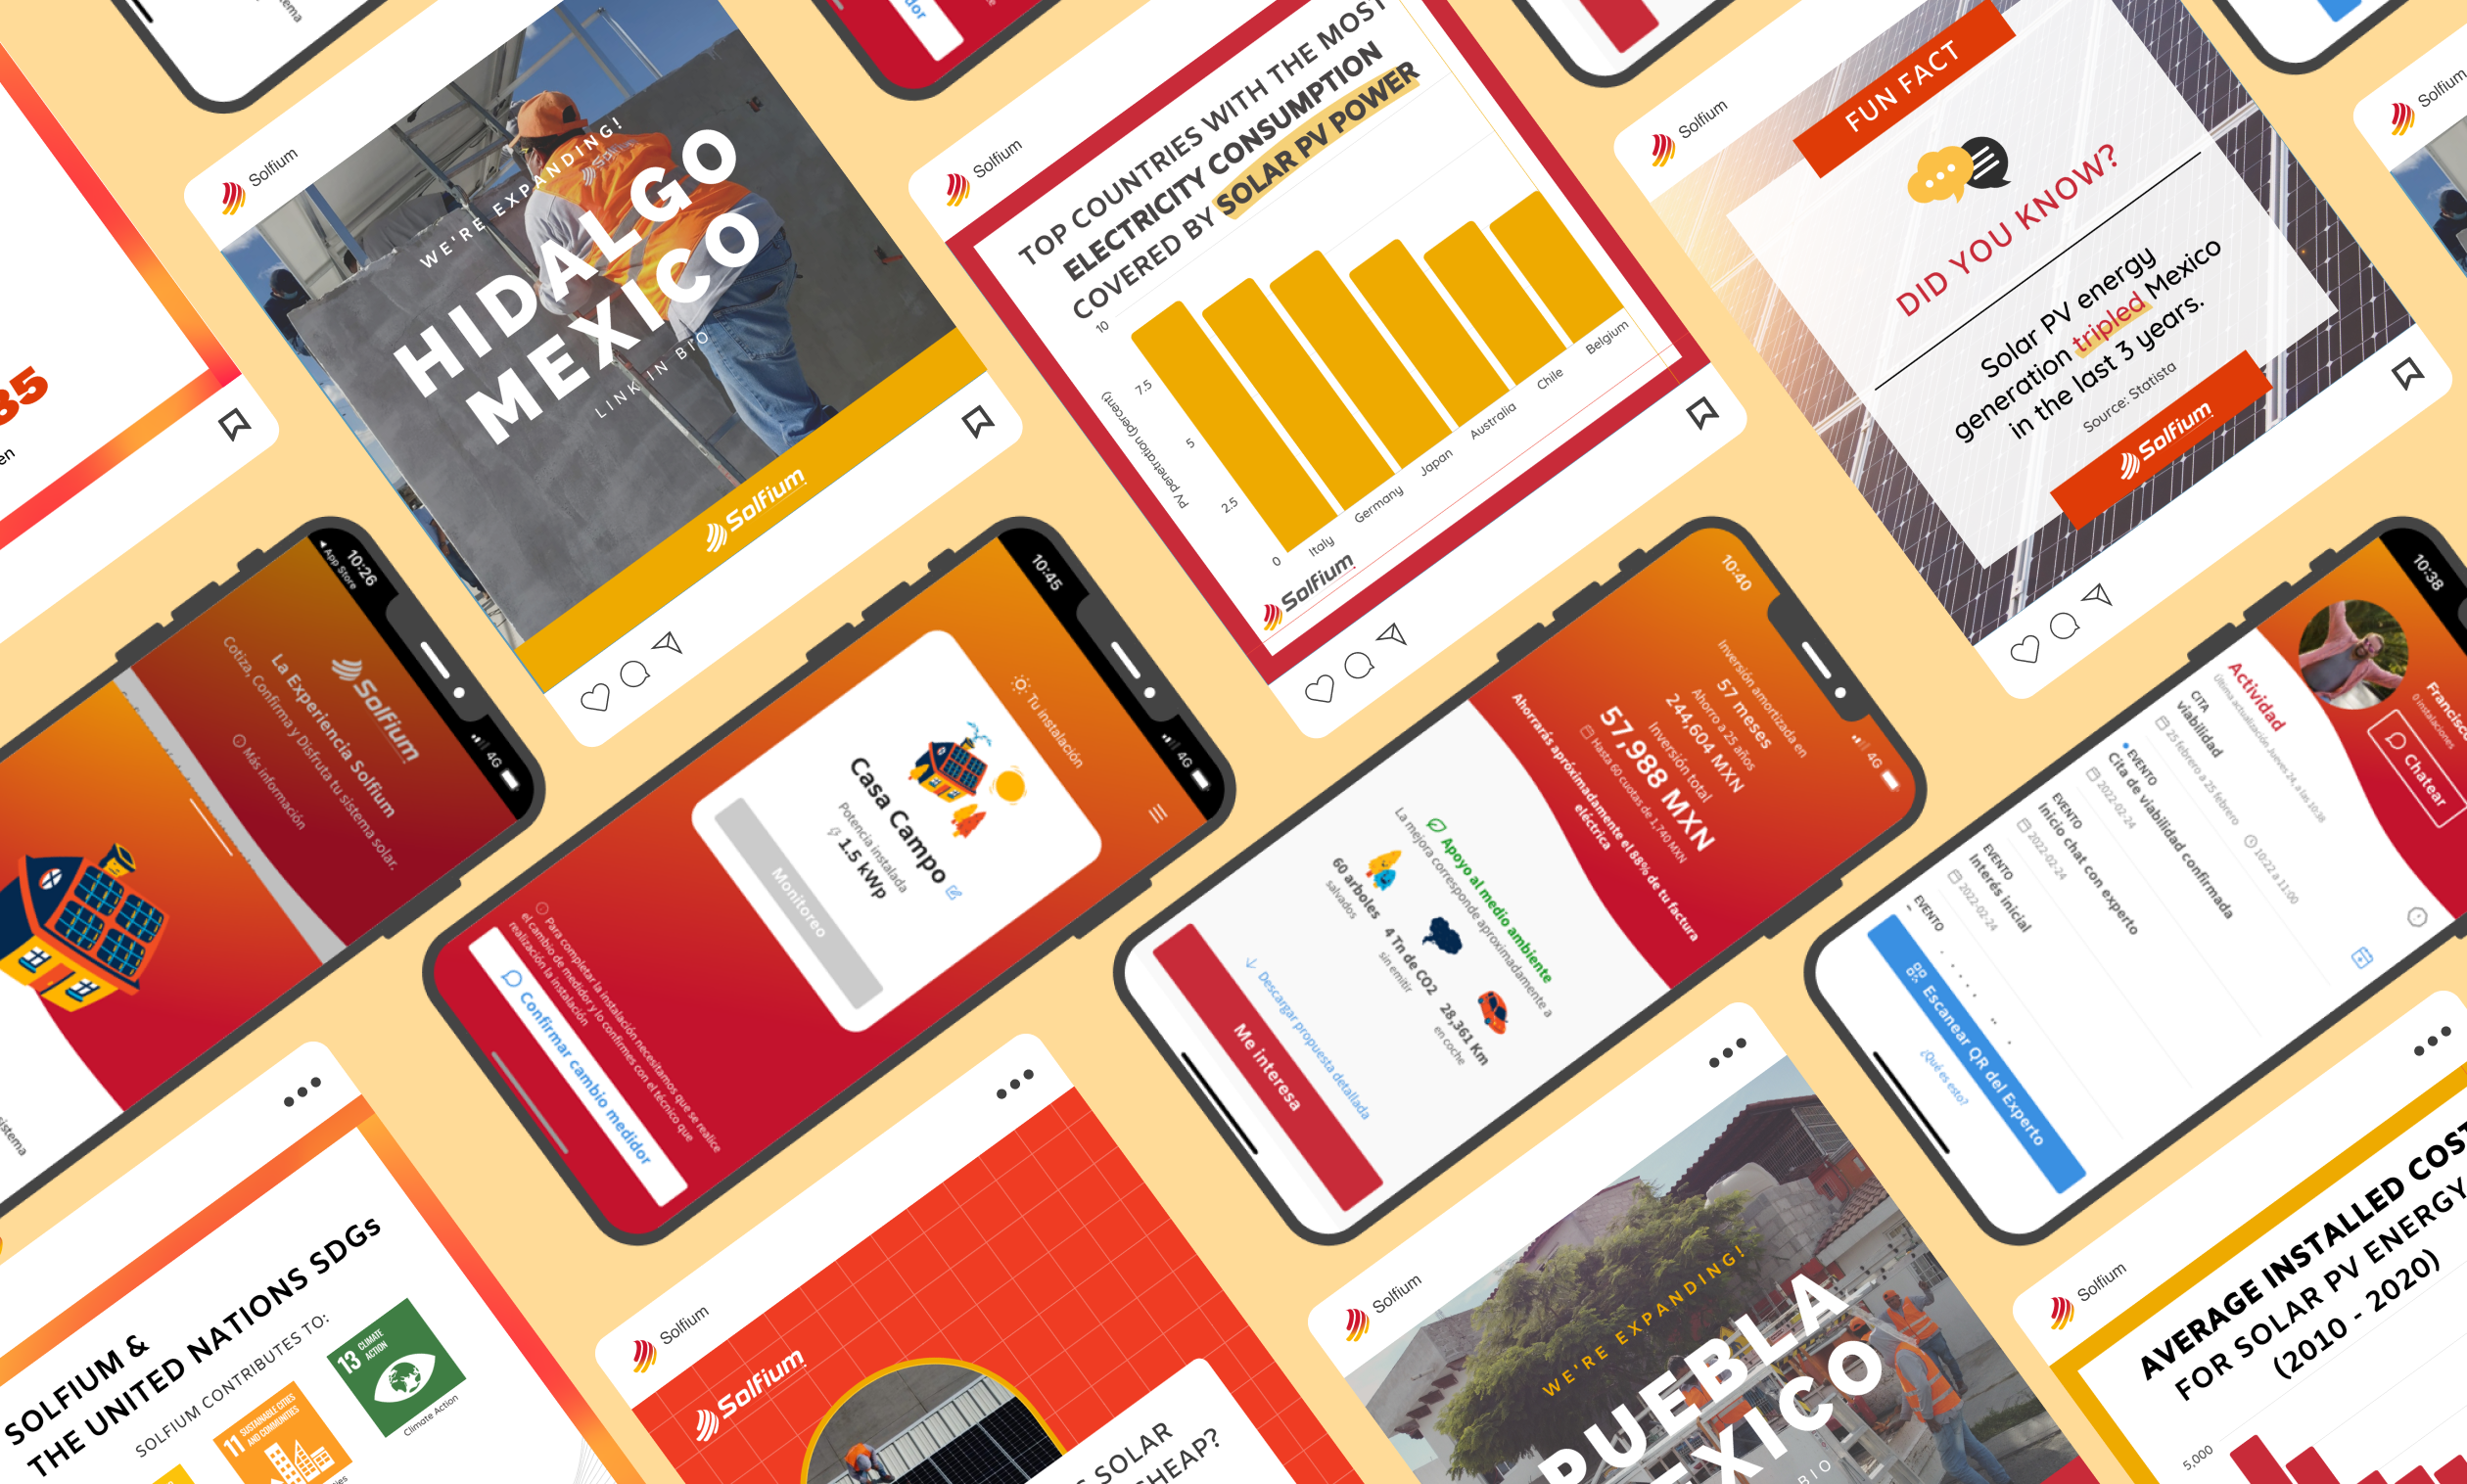 ema
dor
35
en
Solfium
WE'RE EXPANDING!
HIDALGO
MEXICO
LINK IN BIO
Solfium
Solfium
TOP COUNTRIES WITH THE MOST
ELECTRICITY CONSUMPTION
COVERED BY SOLAR PV POWER
10
7.5
5
2.5
0
PV penetration (percent)
Italy
Germany
Japan
Australia
Chile
Belgium
Solfium
Solfium
FUN FACT
DID YOU KNOW?
Solar PV energy
generation tripled Mexico
in the last 3 years.
Source: Statista
Solfium
Solfium
10:26
App Store
4G
Solfium
La Experiencia Solfium
Cotiza, Confirma y Disfruta tu sistema solar.
Más información
sistema
10:45
4G
Tu instalación
Casa Campo
Potencia instalada
1.5 kWp
Monitoreo
Para completar la instalación necesitamos que se realice
el cambio de medidor y lo confirmes con el técnico que
realización la instalación
Confirmar cambio medidor
10:40
4G
Inversión amortizada en
57 meses
Ahorro a 25 años
244,604 MXN
Inversión total
57,988 MXN
Hasta 60 cuotas de 1,740 MXN
Ahorrarás apróximadamente el 88% de tu factura
eléctrica
Apoyo al medio ambiente
La mejora corresponde aproximadamente a
60 arboles
salvados
4 Tn de CO2
sin emitir
28,361 Km
en coche
Descargar propuesta detallada
Me interesa
10:38
Francisco
0 instalaciones
Chatear
Actividad
Última actualización Jueves 24, a las 10:38
CITA
viabilidad
25 febrero a 25 febrero
10:22 a 11:00
EVENTO
Cita de viabilidad confirmada
2022-02-24
EVENTO
Inicio chat con experto
2022-02-24
EVENTO
Interés inicial
2022-02-24
EVENTO
Escanear QR del Experto
¿Qué es esto?
SOLFIUM &
THE UNITED NATIONS SDGs
SOLFIUM CONTRIBUTES TO:
13 CLIMATE
ACTION
Climate Action
11 SUSTAINABLE CITIES
AND COMMUNITIES
Solfium
Solfium
S SOLAR
HEAP?
Solfium
WE'RE EXPANDING!
PUEBLA
EXICO
BIO
Solfium
AVERAGE INSTALLED COST
FOR SOLAR PV ENERGY
(2010 - 2020)
5,000